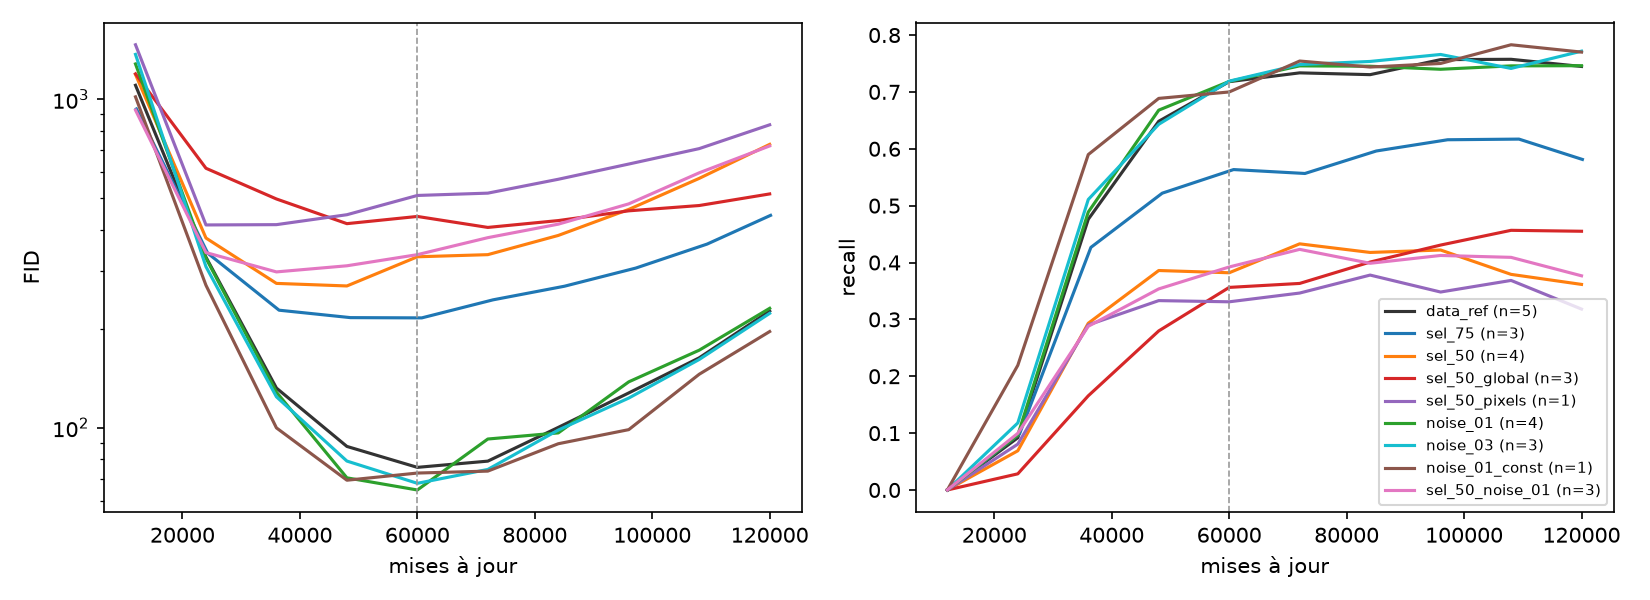 FID
10³
10²
20000 40000 60000 80000 100000 120000
mises à jour
recall
0.8
0.7
0.6
0.5
0.4
0.3
0.2
0.1
0.0
20000 40000 60000 80000 100000 120000
mises à jour
data_ref (n=5)
sel_75 (n=3)
sel_50 (n=4)
sel_50_global (n=3)
sel_50_pixels (n=1)
noise_01 (n=4)
noise_03 (n=3)
noise_01_const (n=1)
sel_50_noise_01 (n=3)